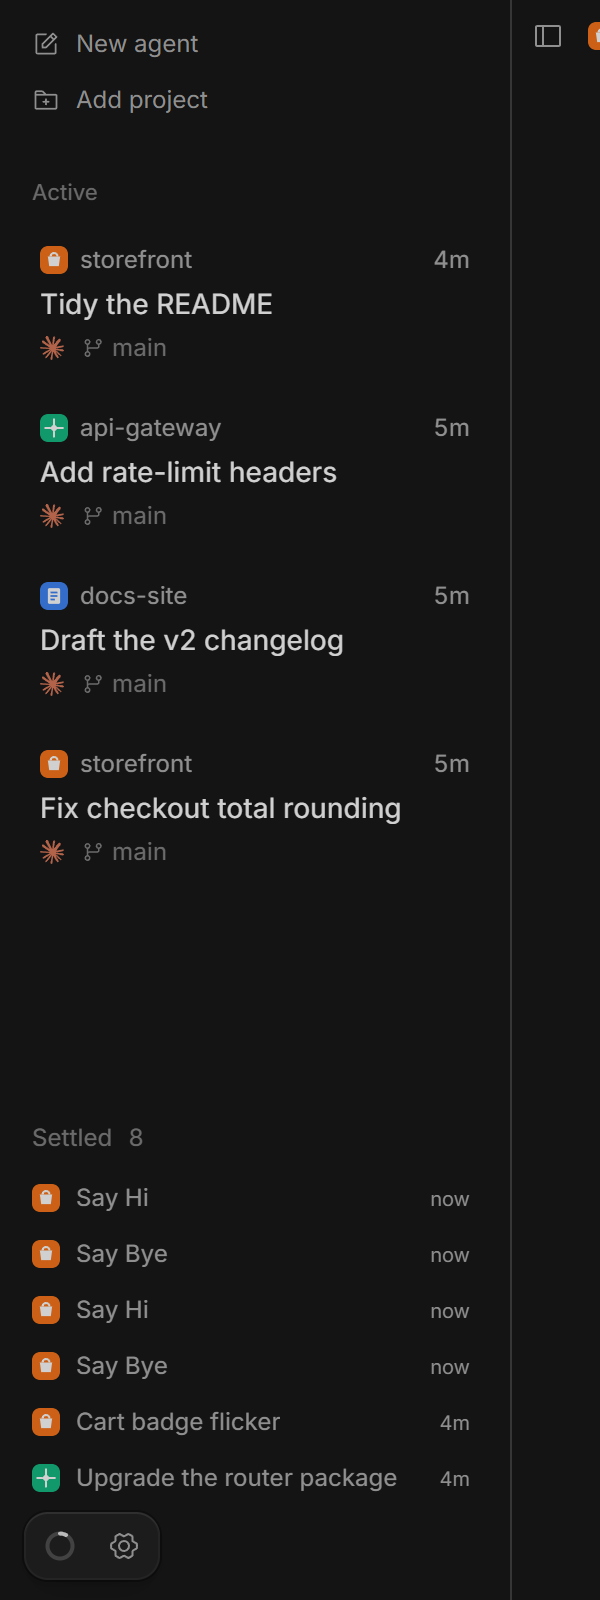 New agent
Add project
Active
storefront 4m
Tidy the README
main
api-gateway 5m
Add rate-limit headers
main
docs-site 5m
Draft the v2 changelog
main
storefront 5m
Fix checkout total rounding
main
Settled 8
Say Hi now
Say Bye now
Say Hi now
Say Bye now
Cart badge flicker 4m
Upgrade the router package 4m